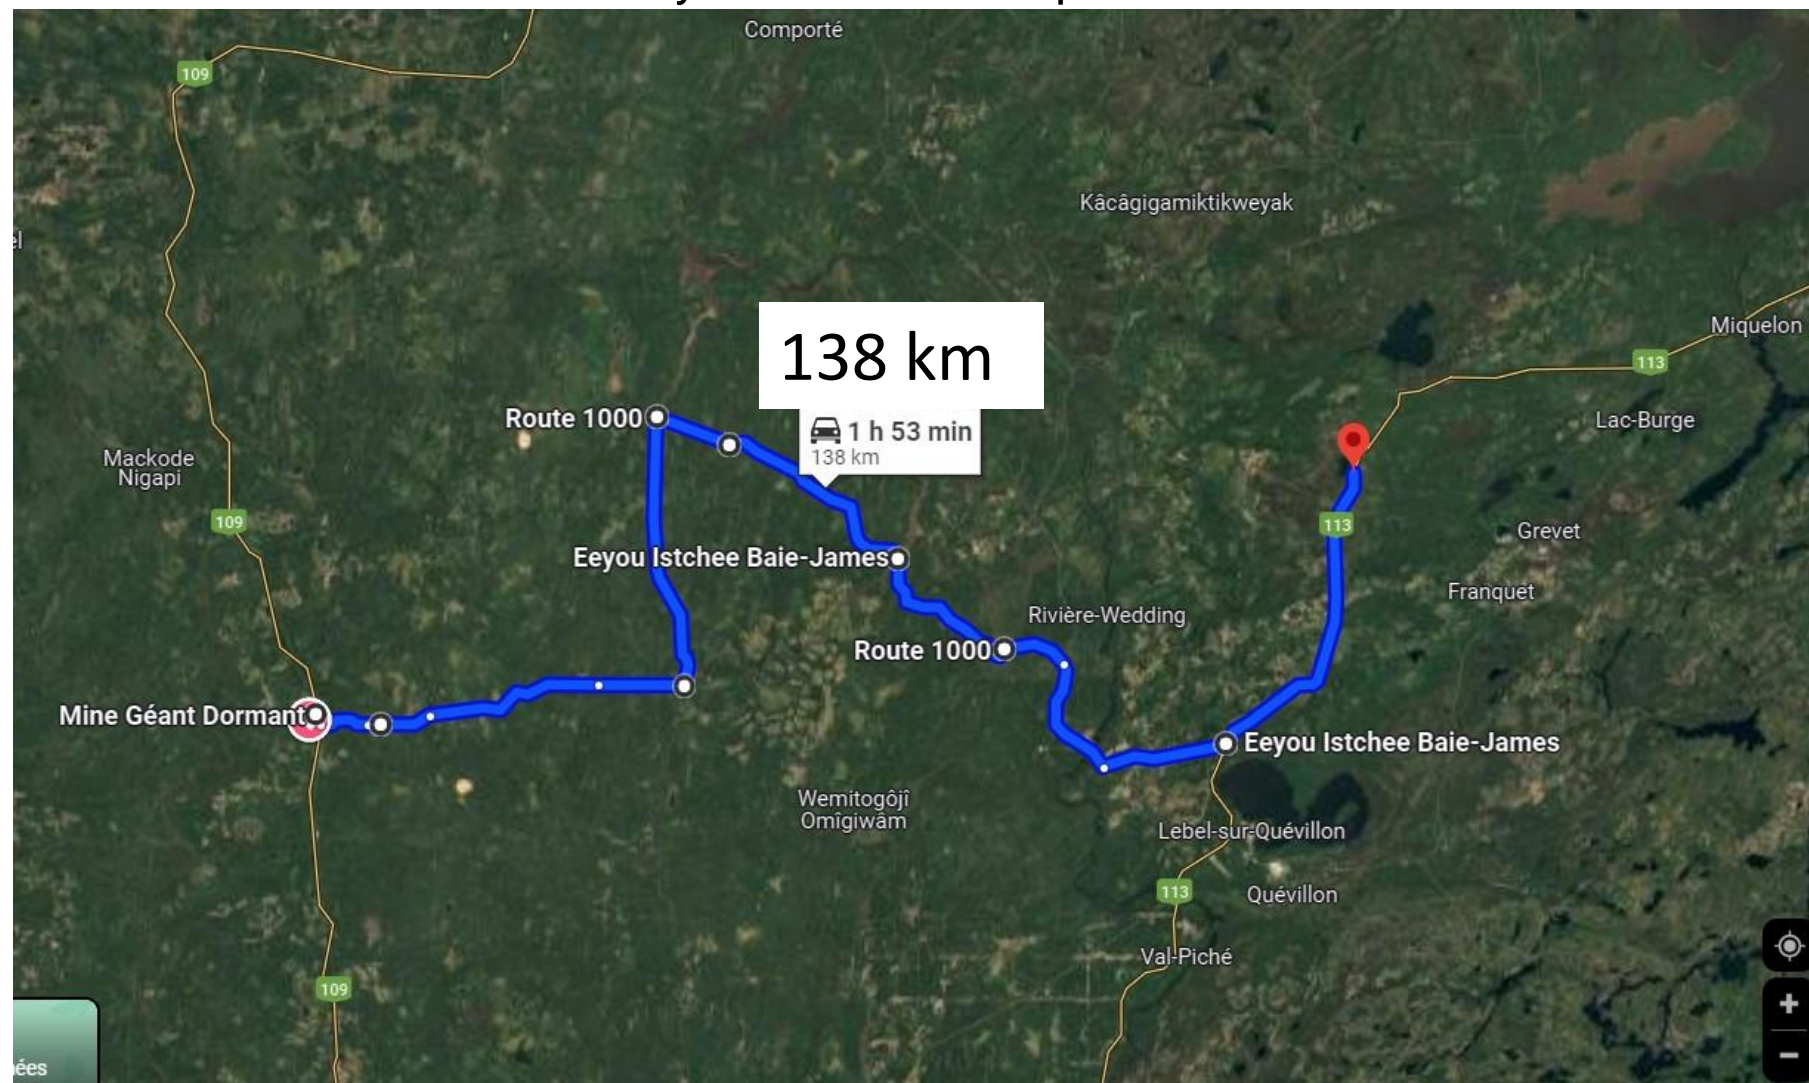 Comporté
109
Kâcâgigamiktikweyak
el
138 km
Miquelon
113
Route 1000
1 h 53 min
138 km
Lac-Burge
Mackode
Nigapi
109
113
Grevet
Eeyou Istchee Baie-James
Franquet
Rivière-Wedding
Route 1000
Mine Géant Dormant
Eeyou Istchee Baie-James
Wemitogôjî
Omîgiwâm
Lebel-sur-Quévillon
113
Quévillon
Val-Piché
109
ées